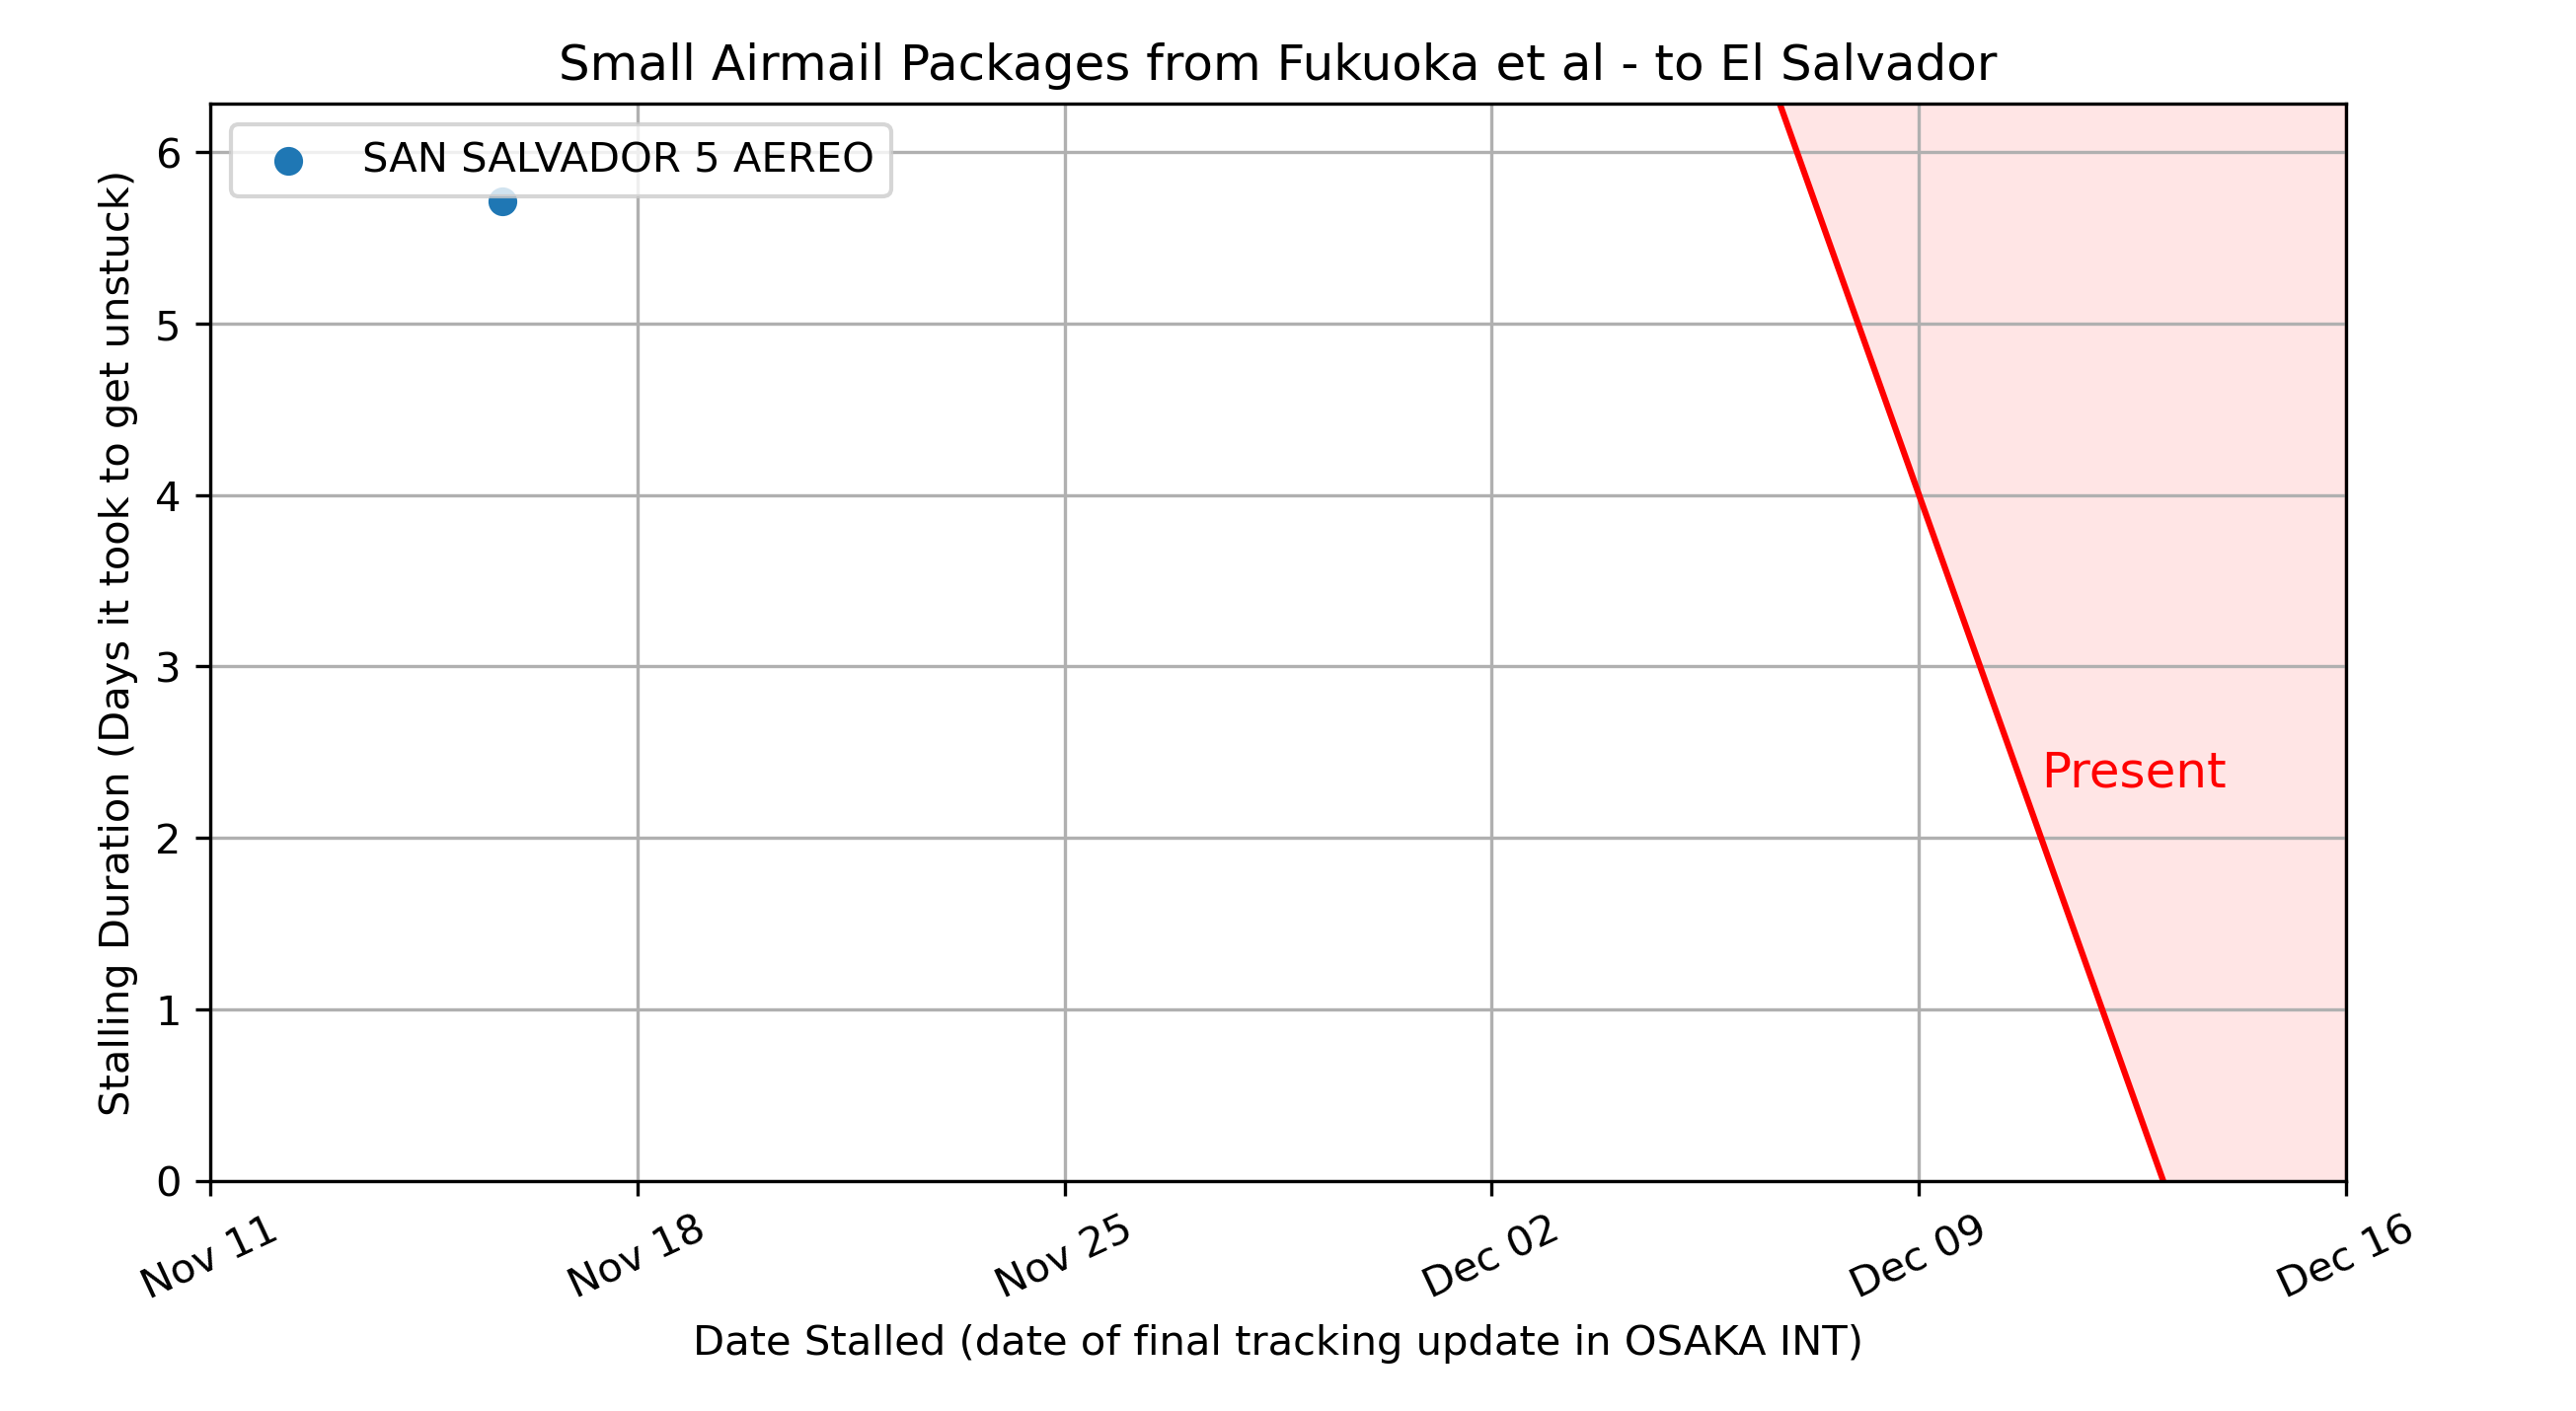 Small Airmail Packages from Fukuoka et al - to El Salvador
SAN SALVADOR 5 AEREO
Stalling Duration (Days it took to get unstuck)
6
5
4
3
2
1
0
Present
Nov 11
Nov 18
Nov 25
Dec 02
Dec 09
Dec 16
Date Stalled (date of final tracking update in OSAKA INT)